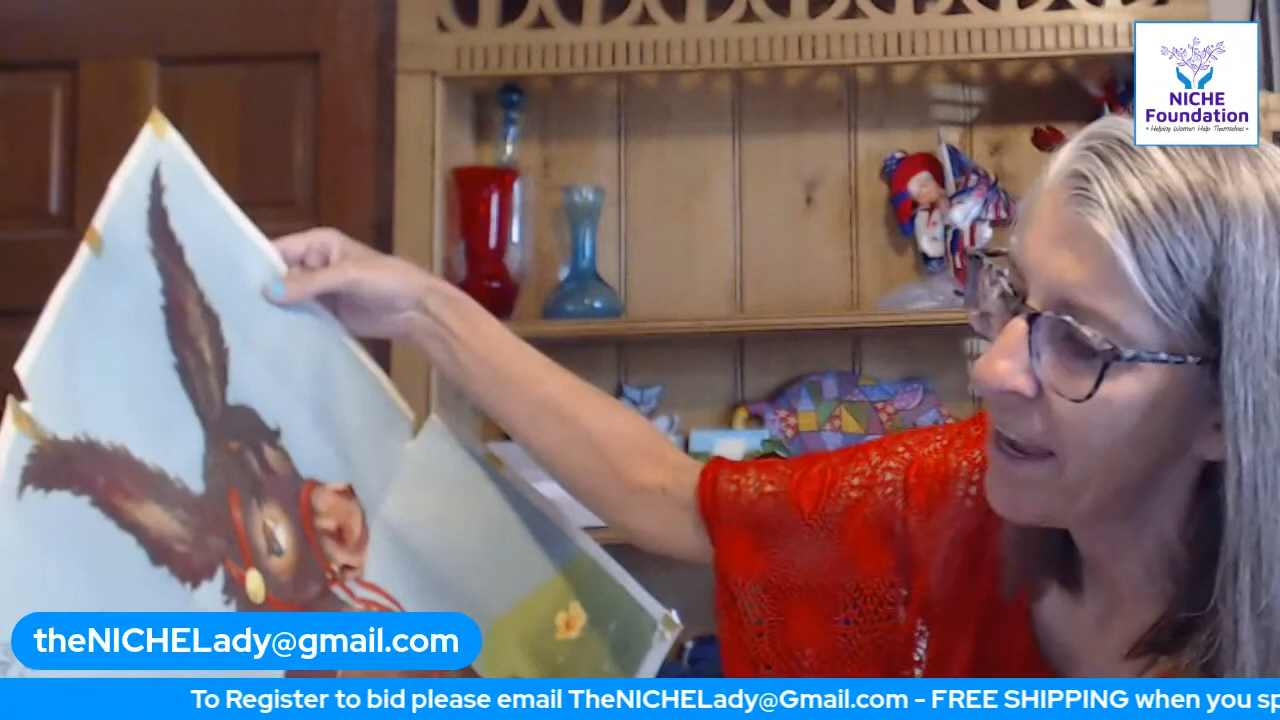 NICHE
Foundation
• Helping Women Help Themselves •
theNICHELady@gmail.com
To Register to bid please email TheNICHELady@Gmail.com - FREE SHIPPING when you sp